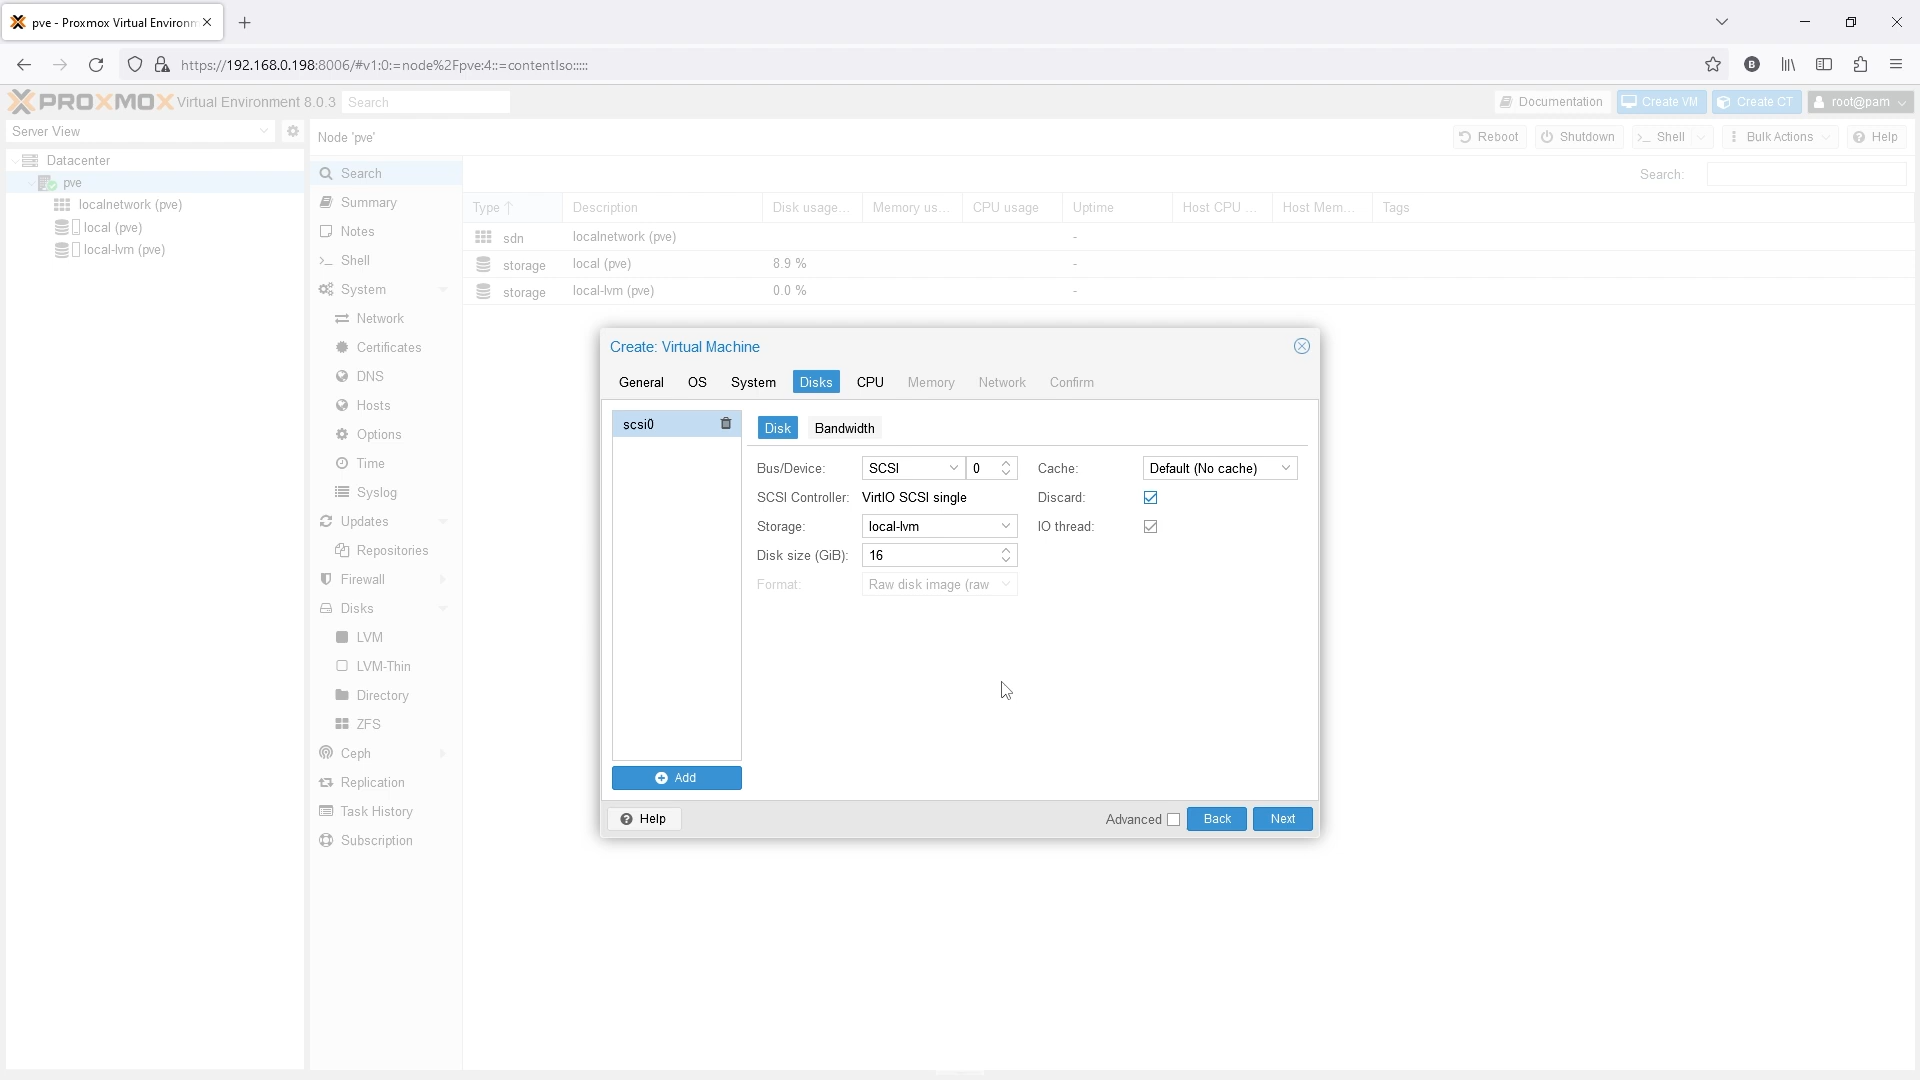 pve - Proxmox Virtual Environm
https://192.168.0.198:8006/#v1:0:=node%2Fpve:4::=contentIso:::::
PROXMOX Virtual Environment 8.0.3 Search
Documentation Create VM Create CT root@pam
Server View
Node 'pve'
Reboot Shutdown >_ Shell Bulk Actions Help
Datacenter
pve
localnetwork (pve)
local (pve)
local-lvm (pve)
Search
Summary
Notes
>_ Shell
System
Network
Certificates
DNS
Hosts
Options
Time
Syslog
Updates
Repositories
Firewall
Disks
LVM
LVM-Thin
Directory
ZFS
Ceph
Replication
Task History
Subscription
Search:
Type Description Disk usage... Memory us... CPU usage Uptime Host CPU ... Host Mem... Tags
sdn localnetwork (pve) -
storage local (pve) 8.9 % -
storage local-lvm (pve) 0.0 % -
Create: Virtual Machine
General OS System Disks CPU Memory Network Confirm
scsi0
Add
Disk Bandwidth
Bus/Device: SCSI 0
SCSI Controller: VirtIO SCSI single
Storage: local-lvm
Disk size (GiB): 16
Format: Raw disk image (raw
Cache: Default (No cache)
Discard:
IO thread:
Help
Advanced Back Next